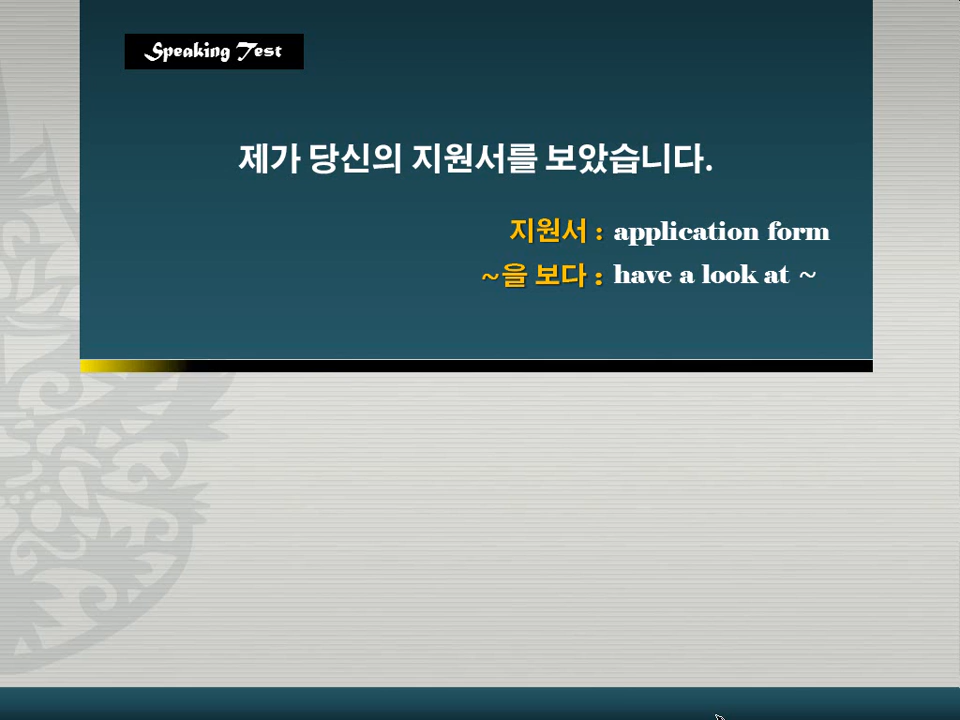 Speaking Test
제가 당신의 지원서를 보았습니다.
지원서 : application form
~을 보다 : have a look at ~